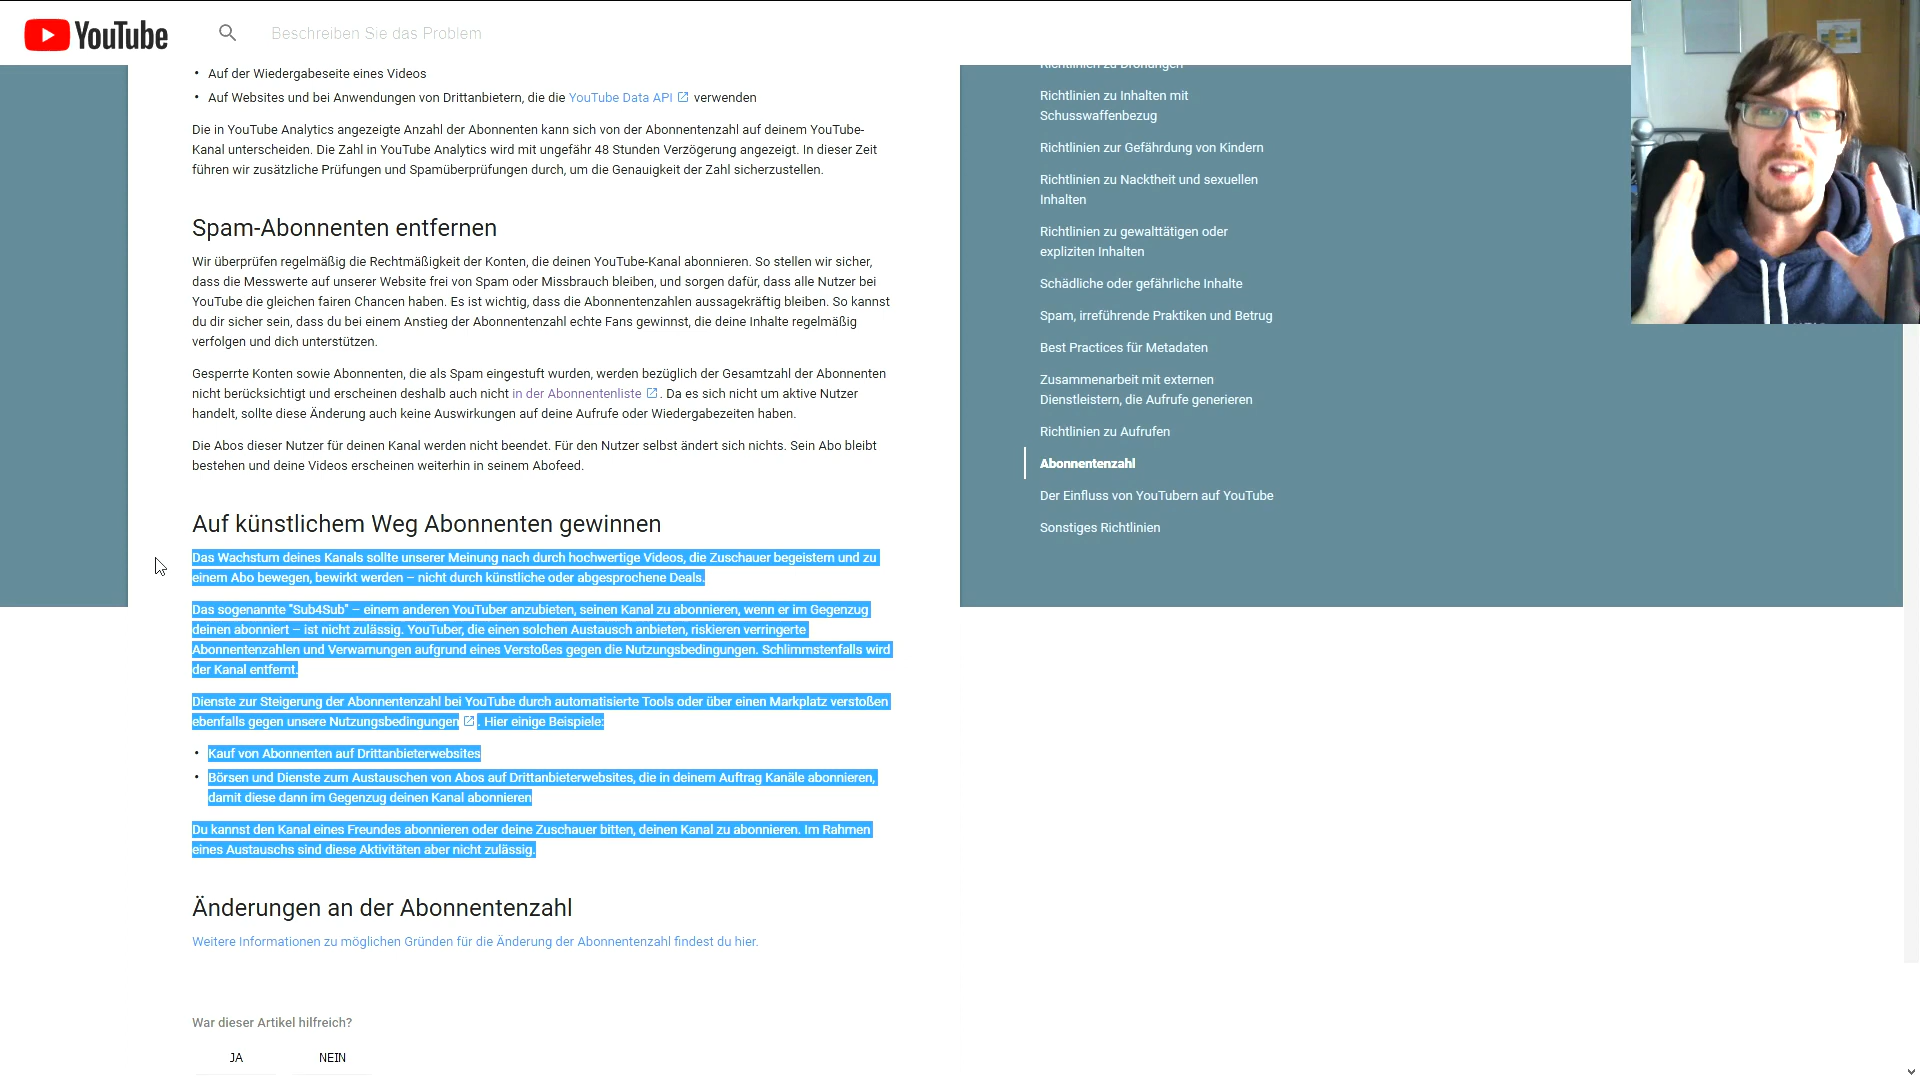 YouTube
Beschreiben Sie das Problem
• Auf der Wiedergabeseite eines Videos
• Auf Websites und bei Anwendungen von Drittanbietern, die die YouTube Data API verwenden
Die in YouTube Analytics angezeigte Anzahl der Abonnenten kann sich von der Abonnentenzahl auf deinem YouTube-
Kanal unterscheiden. Die Zahl in YouTube Analytics wird mit ungefähr 48 Stunden Verzögerung angezeigt. In dieser Zeit
führen wir zusätzliche Prüfungen und Spamüberprüfungen durch, um die Genauigkeit der Zahl sicherzustellen.
Spam-Abonnenten entfernen
Wir überprüfen regelmäßig die Rechtmäßigkeit der Konten, die deinen YouTube-Kanal abonnieren. So stellen wir sicher,
dass die Messwerte auf unserer Website frei von Spam oder Missbrauch bleiben, und sorgen dafür, dass alle Nutzer bei
YouTube die gleichen fairen Chancen haben. Es ist wichtig, dass die Abonnentenzahlen aussagekräftig bleiben. So kannst
du dir sicher sein, dass du bei einem Anstieg der Abonnentenzahl echte Fans gewinnst, die deine Inhalte regelmäßig
verfolgen und dich unterstützen.
Gesperrte Konten sowie Abonnenten, die als Spam eingestuft wurden, werden bezüglich der Gesamtzahl der Abonnenten
nicht berücksichtigt und erscheinen deshalb auch nicht in der Abonnentenliste . Da es sich nicht um aktive Nutzer
handelt, sollte diese Änderung auch keine Auswirkungen auf deine Aufrufe oder Wiedergabezeiten haben.
Die Abos dieser Nutzer für deinen Kanal werden nicht beendet. Für den Nutzer selbst ändert sich nichts. Sein Abo bleibt
bestehen und deine Videos erscheinen weiterhin in seinem Abofeed.
Auf künstlichem Weg Abonnenten gewinnen
Das Wachstum deines Kanals sollte unserer Meinung nach durch hochwertige Videos, die Zuschauer begeistern und zu
einem Abo bewegen, bewirkt werden – nicht durch künstliche oder abgesprochene Deals.
Das sogenannte "Sub4Sub" – einem anderen YouTuber anzubieten, seinen Kanal zu abonnieren, wenn er im Gegenzug
deinen abonniert – ist nicht zulässig. YouTuber, die einen solchen Austausch anbieten, riskieren verringerte
Abonnentenzahlen und Verwarnungen aufgrund eines Verstoßes gegen die Nutzungsbedingungen. Schlimmstenfalls wird
der Kanal entfernt.
Dienste zur Steigerung der Abonnentenzahl bei YouTube durch automatisierte Tools oder über einen Markplatz verstoßen
ebenfalls gegen unsere Nutzungsbedingungen . Hier einige Beispiele:
• Kauf von Abonnenten auf Drittanbieterwebsites
• Börsen und Dienste zum Austauschen von Abos auf Drittanbieterwebsites, die in deinem Auftrag Kanäle abonnieren,
damit diese dann im Gegenzug deinen Kanal abonnieren
Du kannst den Kanal eines Freundes abonnieren oder deine Zuschauer bitten, deinen Kanal zu abonnieren. Im Rahmen
eines Austauschs sind diese Aktivitäten aber nicht zulässig.
Änderungen an der Abonnentenzahl
Weitere Informationen zu möglichen Gründen für die Änderung der Abonnentenzahl findest du hier.
War dieser Artikel hilfreich?
JA NEIN
Richtlinien zu Drohungen
Richtlinien zu Inhalten mit
Schusswaffenbezug
Richtlinien zur Gefährdung von Kindern
Richtlinien zu Nacktheit und sexuellen
Inhalten
Richtlinien zu gewalttätigen oder
expliziten Inhalten
Schädliche oder gefährliche Inhalte
Spam, irreführende Praktiken und Betrug
Best Practices für Metadaten
Zusammenarbeit mit externen
Dienstleistern, die Aufrufe generieren
Richtlinien zu Aufrufen
Abonnentenzahl
Der Einfluss von YouTubern auf YouTube
Sonstiges Richtlinien